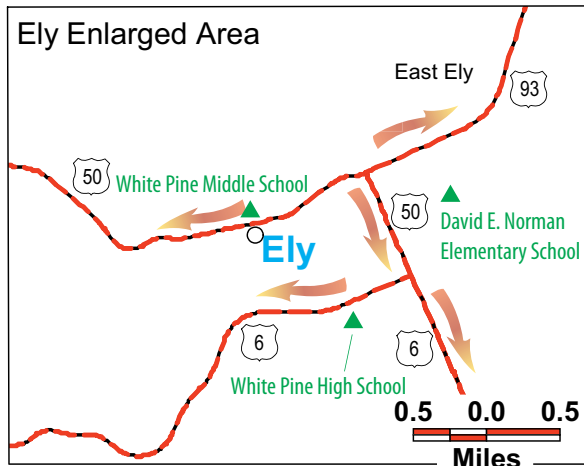 Ely Enlarged Area
East Ely
93
50
White Pine Middle School
50
David E. Norman
Elementary School
Ely
6
6
White Pine High School
0.5 0.0 0.5
Miles